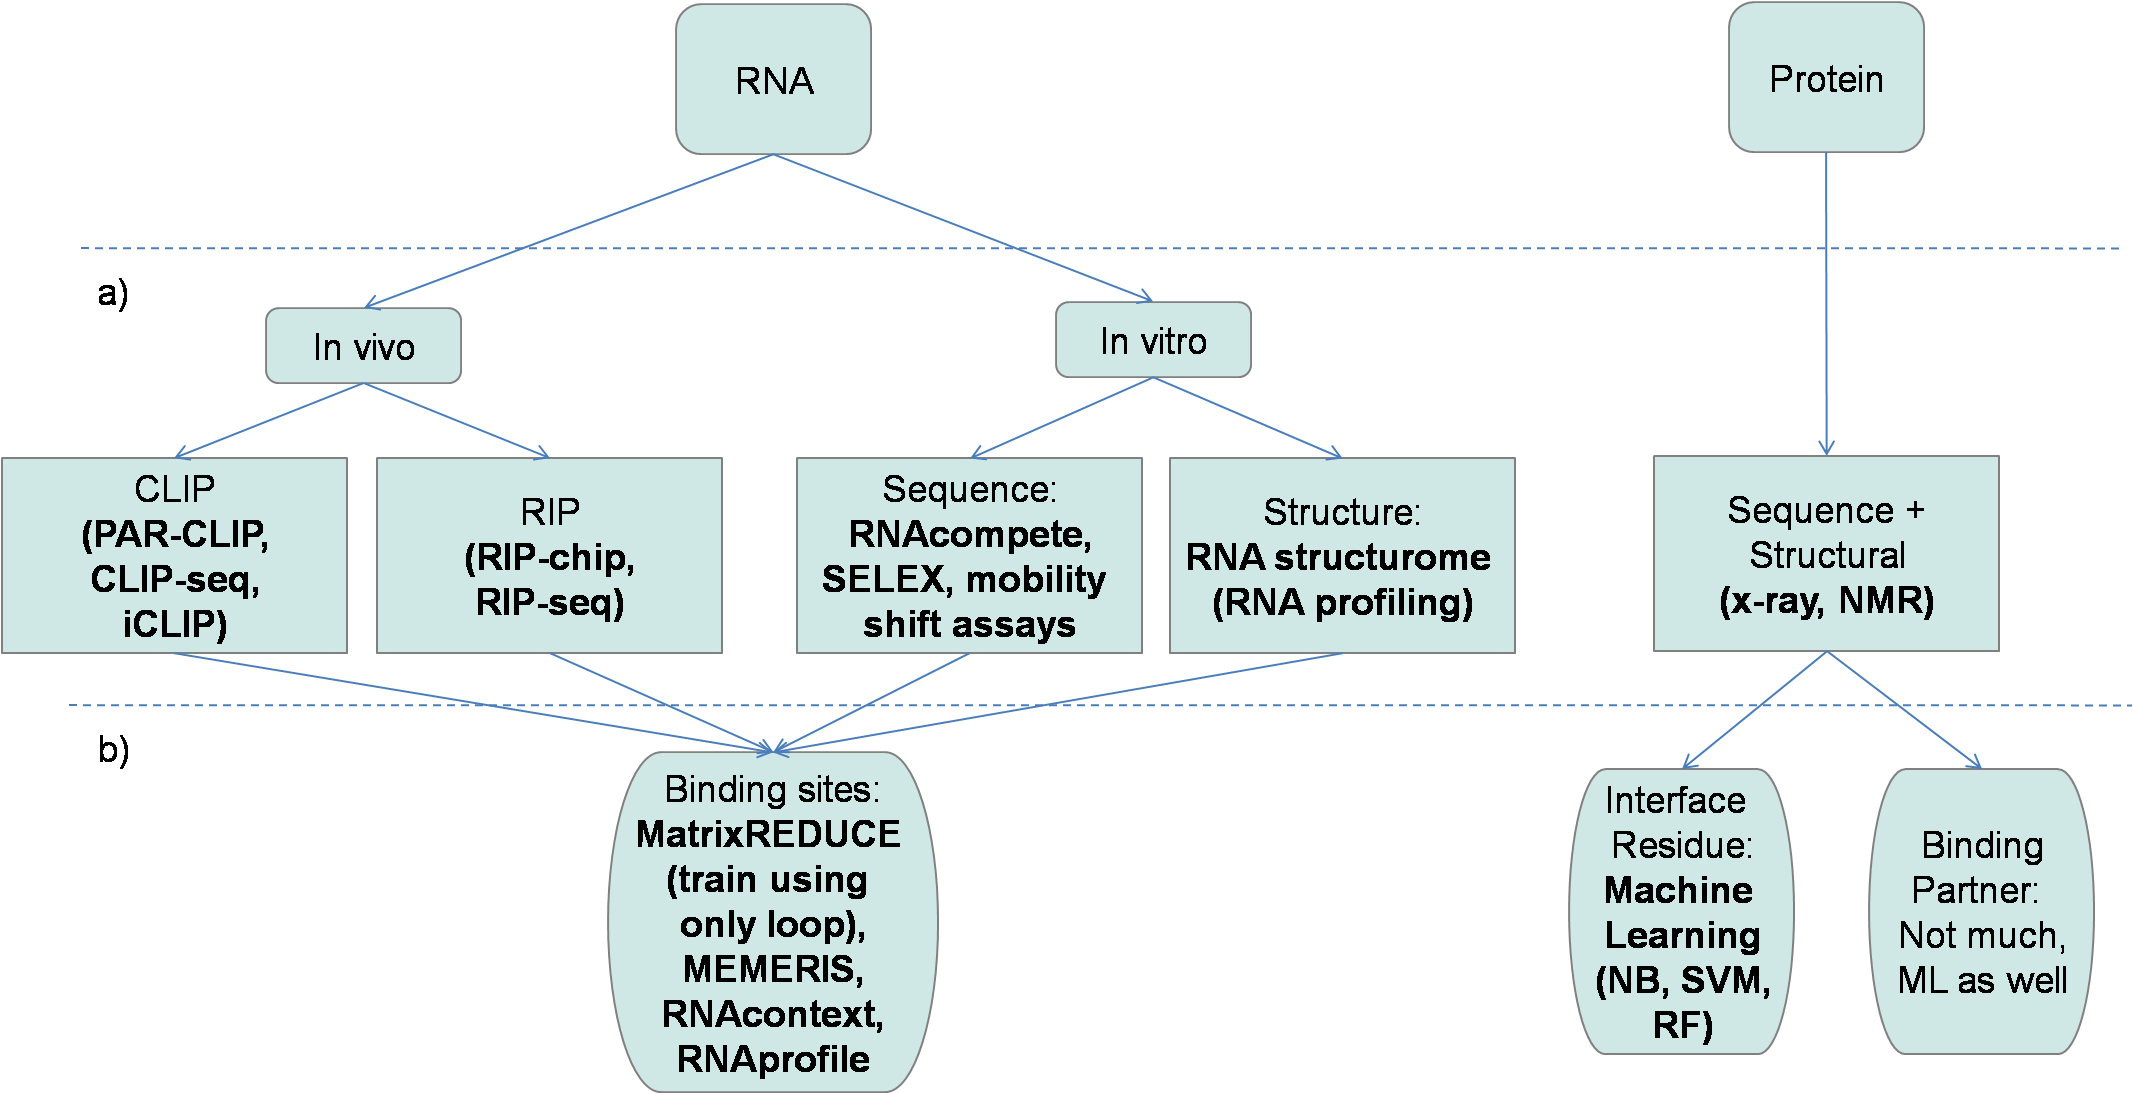 RNA
Protein
a)
In vivo
In vitro
CLIP
(PAR-CLIP,
CLIP-seq,
iCLIP)
RIP
(RIP-chip,
RIP-seq)
Sequence:
RNAcompete,
SELEX, mobility
shift assays
Structure:
RNA structurome
(RNA profiling)
Sequence +
Structural
(x-ray, NMR)
b)
Binding sites:
MatrixREDUCE
(train using
only loop),
MEMERIS,
RNAcontext,
RNAprofile
Interface
Residue:
Machine
Learning
(NB, SVM,
RF)
Binding
Partner:
Not much,
ML as well